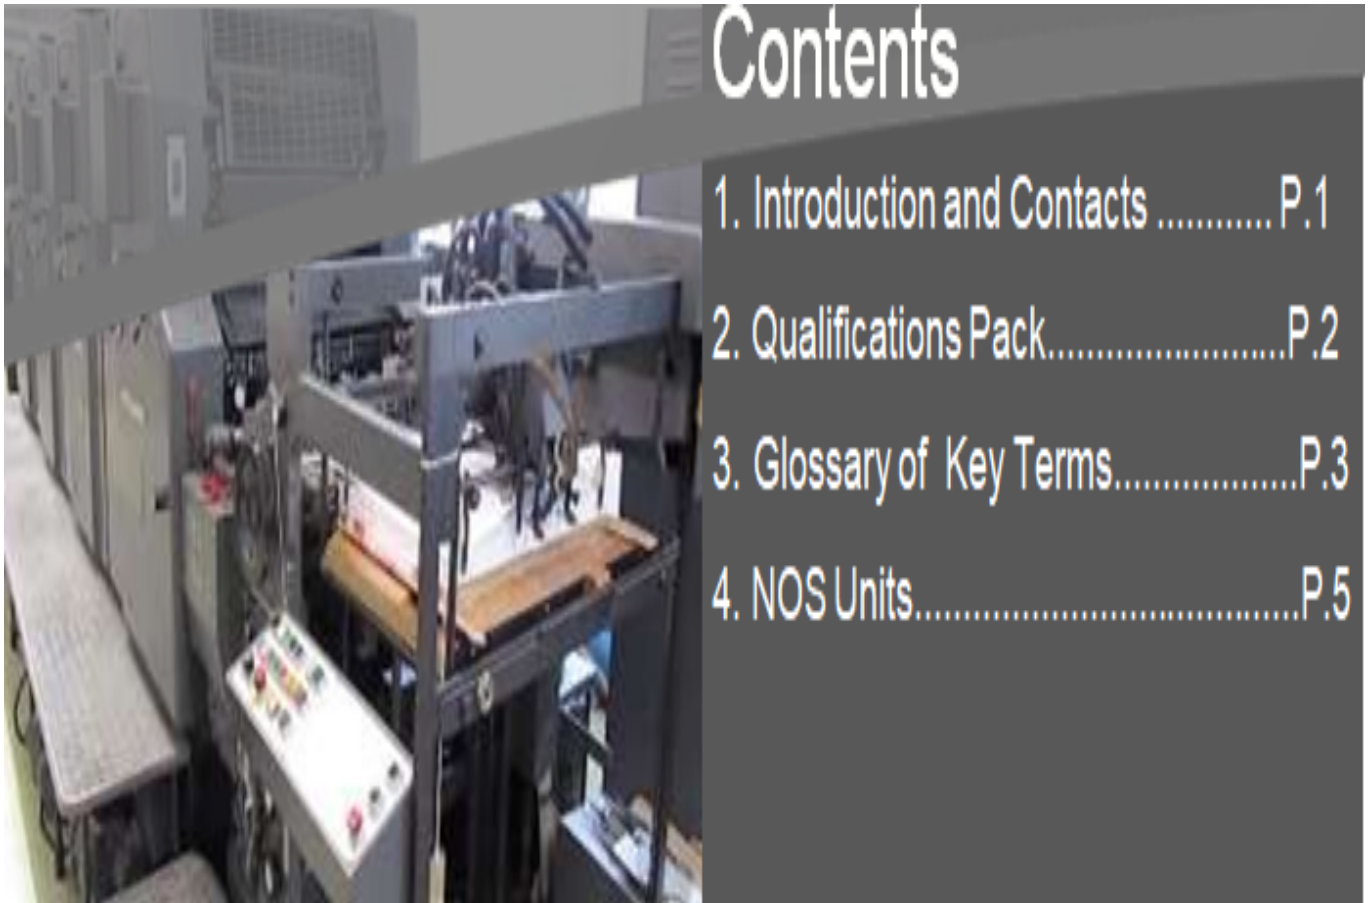 Contents
1. Introduction and Contacts ............ P.1
2. Qualifications Pack.........................P.2
3. Glossary of Key Terms...................P.3
4. NOS Units........................................P.5